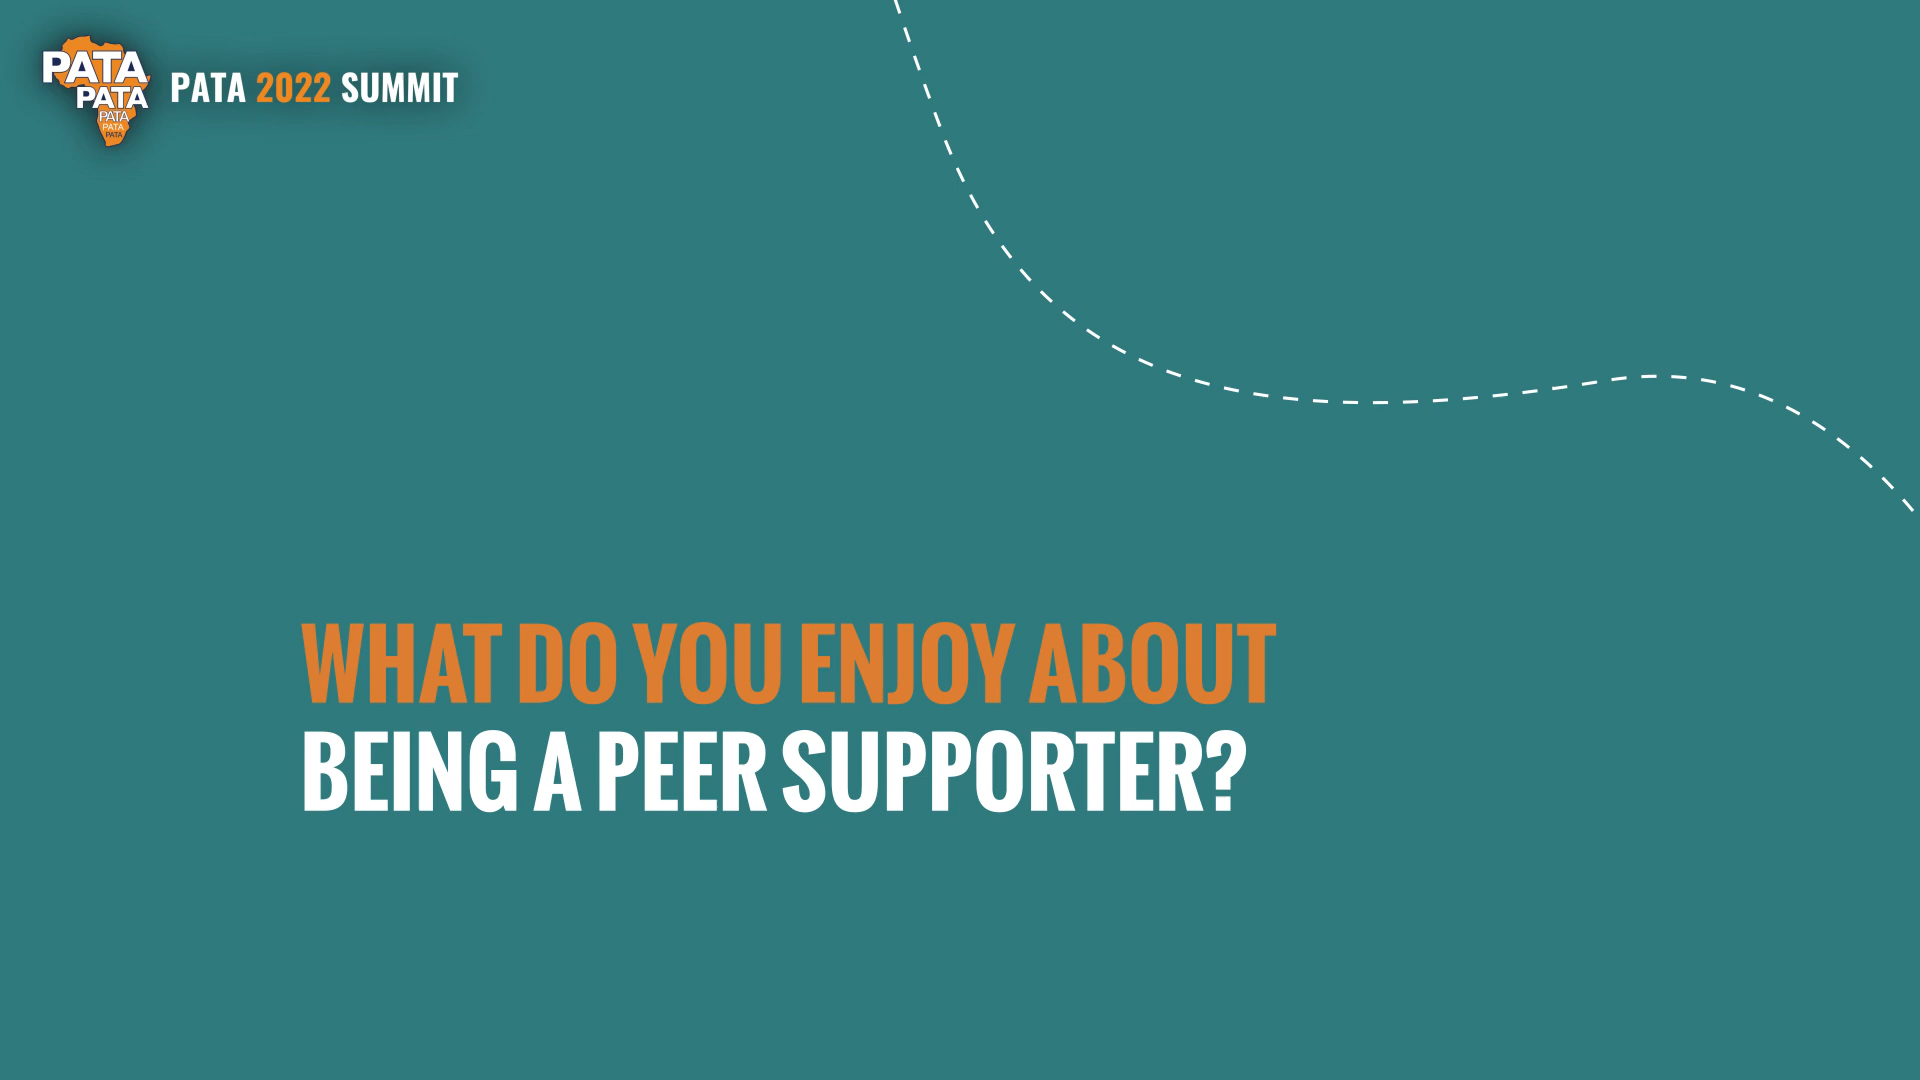 PATA
PATA
PATA
PATA
PATA
PATA 2022 SUMMIT
WHAT DO YOU ENJOY ABOUT
BEING A PEER SUPPORTER?